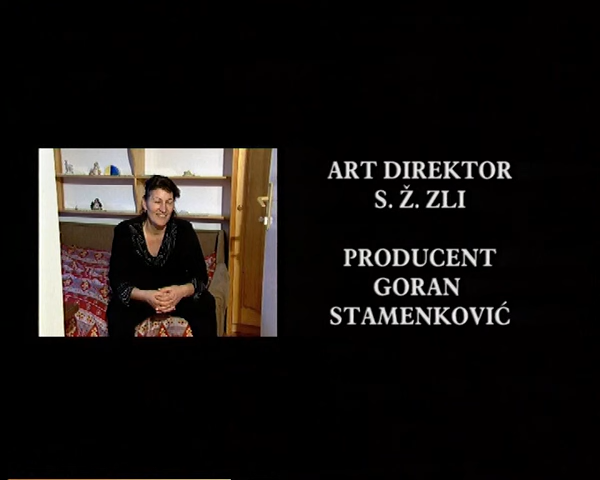 ART DIREKTOR
S. Ž. ZLI
PRODUCENT
GORAN
STAMENKOVIĆ